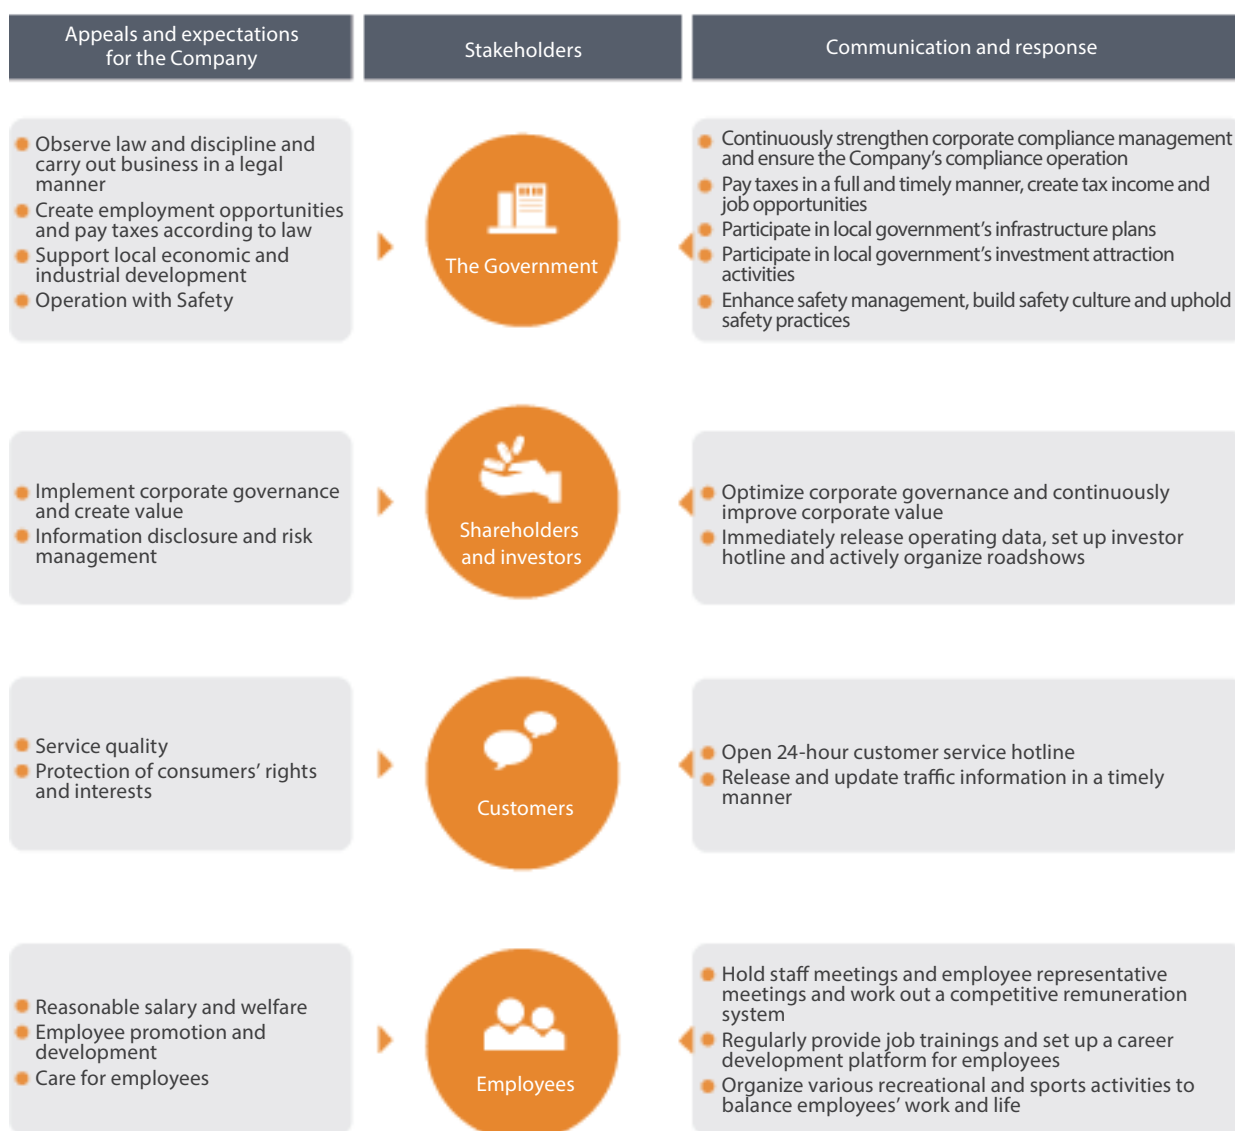 Appeals and expectations
for the Company
Stakeholders
Communication and response
Observe law and discipline and
carry out business in a legal
manner
Create employment opportunities
and pay taxes according to law
Support local economic and
industrial development
Operation with Safety
The Government
Continuously strengthen corporate compliance management
and ensure the Company’s compliance operation
Pay taxes in a full and timely manner, create tax income and
job opportunities
Participate in local government’s infrastructure plans
Participate in local government’s investment attraction
activities
Enhance safety management, build safety culture and uphold
safety practices
Implement corporate governance
and create value
Information disclosure and risk
management
Shareholders
and investors
Optimize corporate governance and continuously
improve corporate value
Immediately release operating data, set up investor
hotline and actively organize roadshows
Service quality
Protection of consumers’ rights
and interests
Customers
Open 24-hour customer service hotline
Release and update traffic information in a timely
manner
Reasonable salary and welfare
Employee promotion and
development
Care for employees
Employees
Hold staff meetings and employee representative
meetings and work out a competitive remuneration
system
Regularly provide job trainings and set up a career
development platform for employees
Organize various recreational and sports activities to
balance employees’ work and life